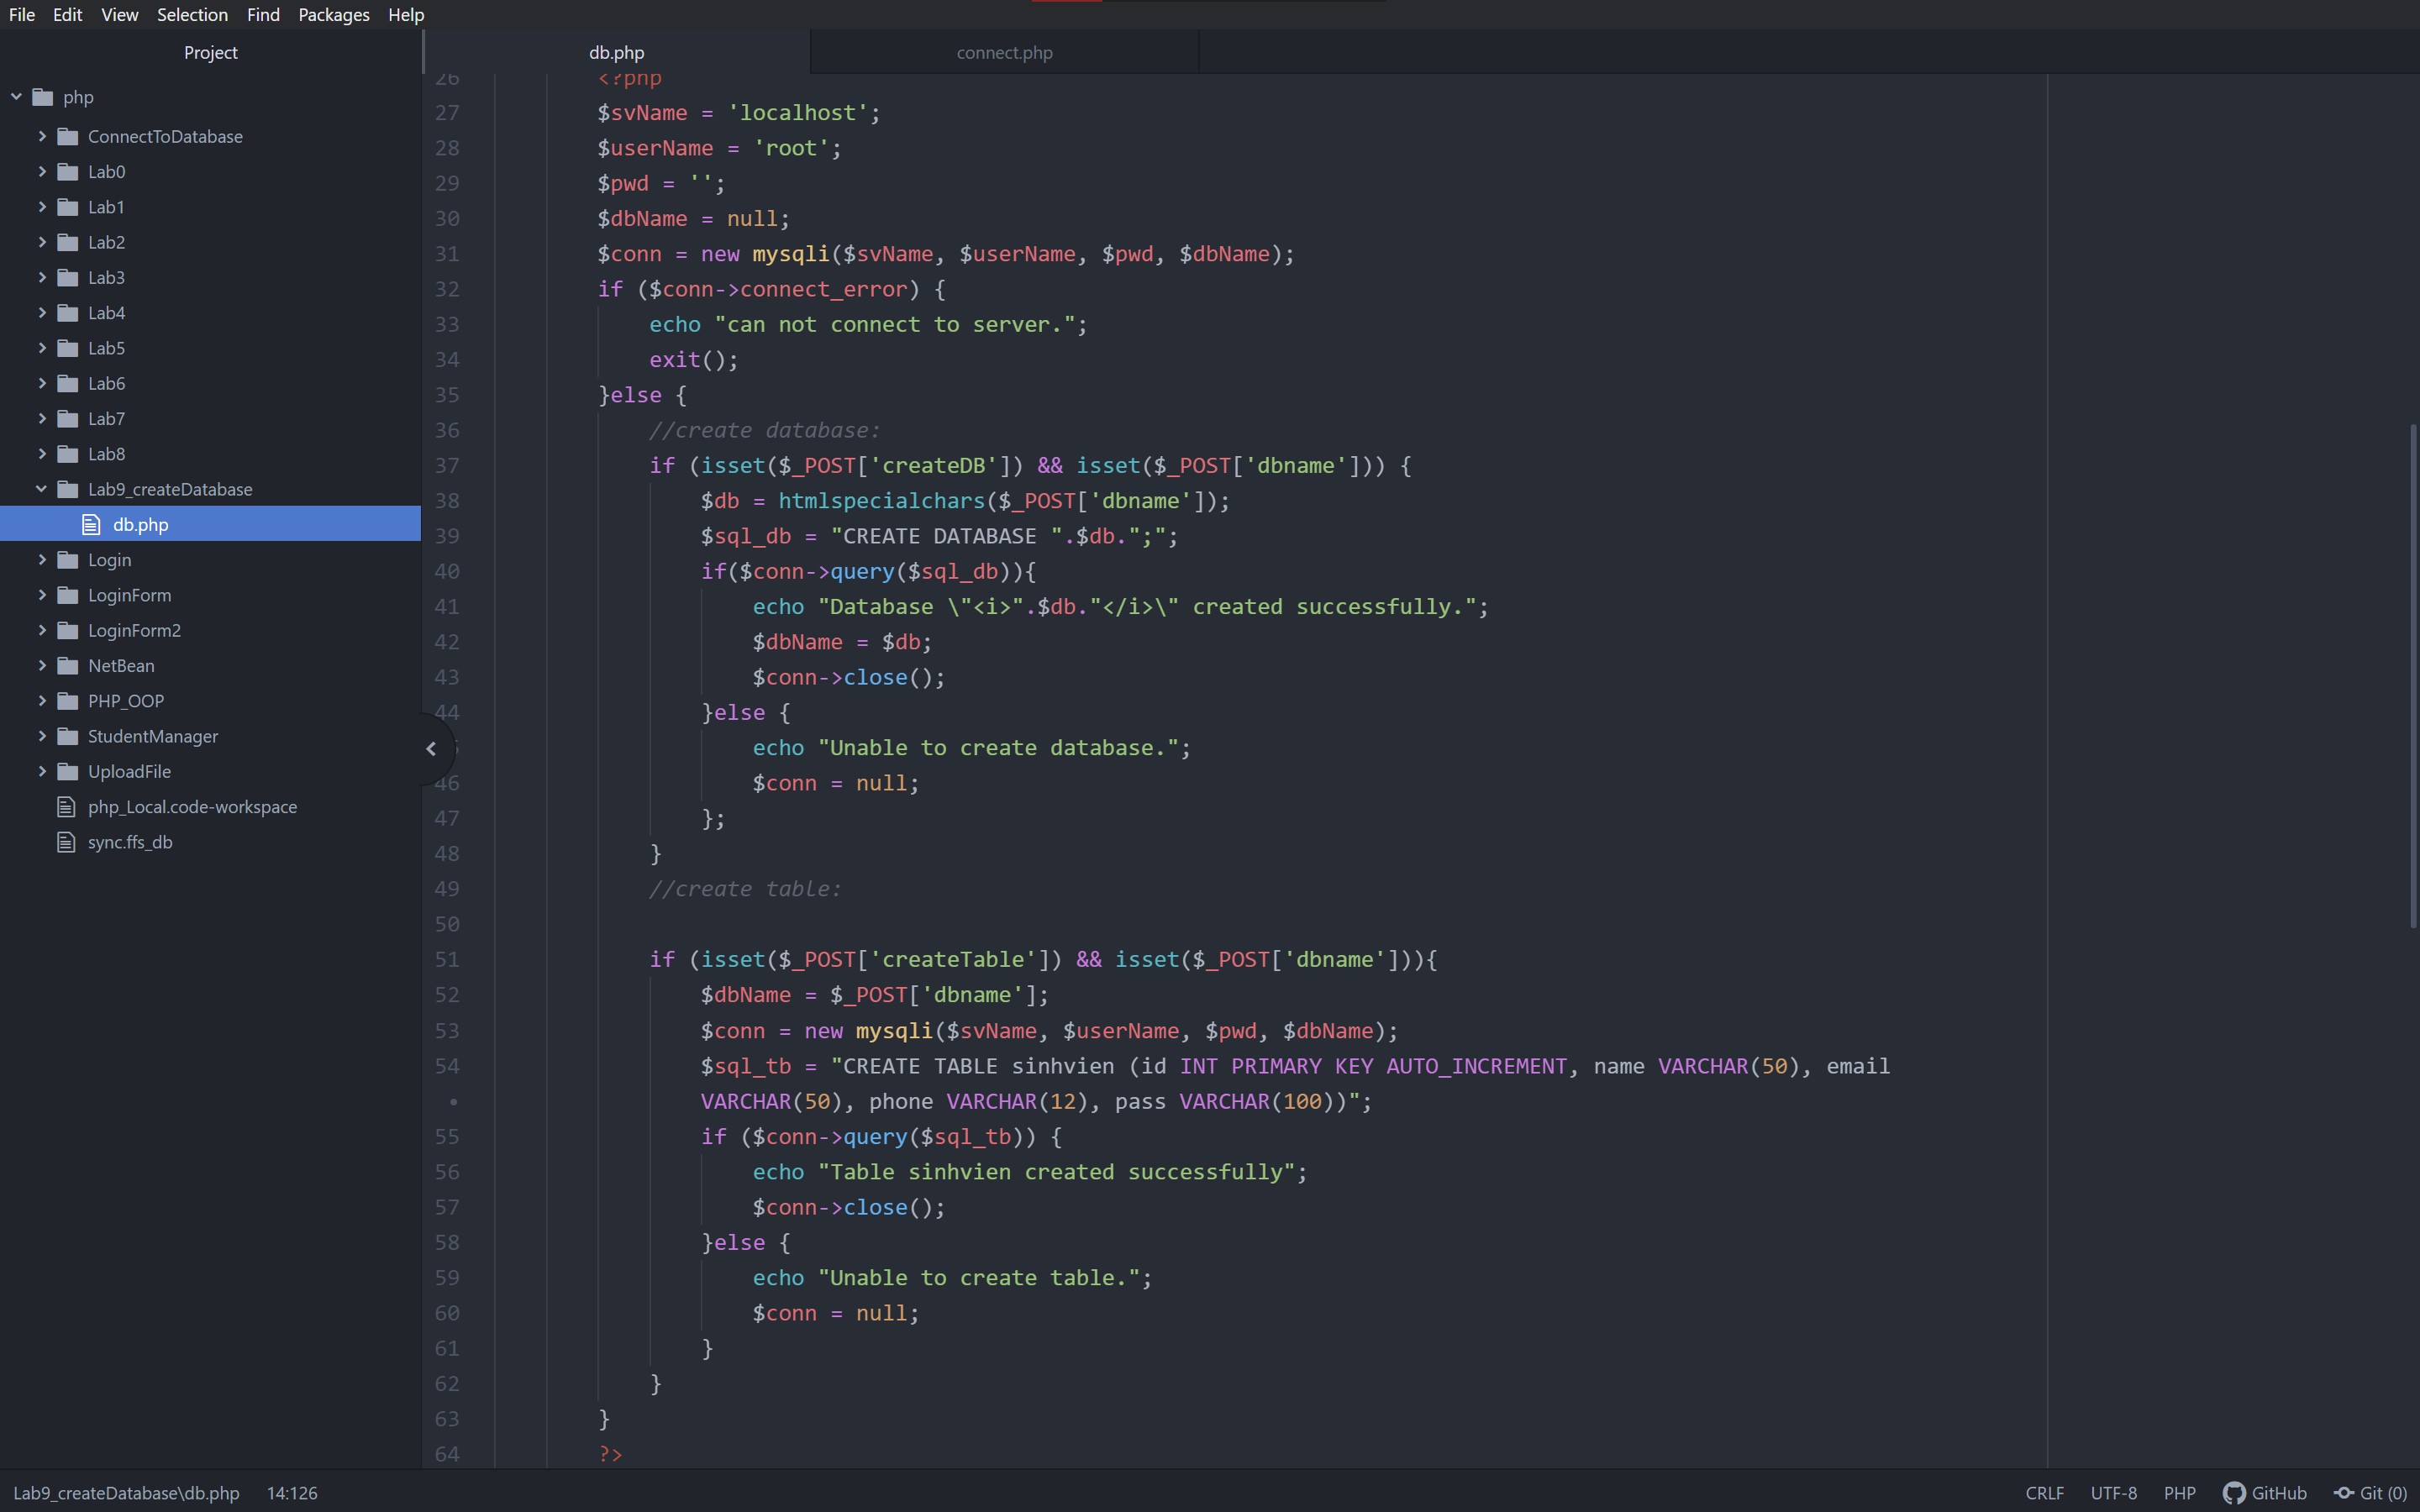 File Edit View Selection Find Packages Help
Project
php
ConnectToDatabase
Lab0
Lab1
Lab2
Lab3
Lab4
Lab5
Lab6
Lab7
Lab8
Lab9_createDatabase
db.php
Login
LoginForm
LoginForm2
NetBean
PHP_OOP
StudentManager
UploadFile
php_Local.code-workspace
sync.ffs_db
db.php connect.php
26 <?php
27 $svName = 'localhost';
28 $userName = 'root';
29 $pwd = '';
30 $dbName = null;
31 $conn = new mysqli($svName, $userName, $pwd, $dbName);
32 if ($conn->connect_error) {
33 echo "can not connect to server.";
34 exit();
35 }else {
36 //create database:
37 if (isset($_POST['createDB']) && isset($_POST['dbname'])) {
38 $db = htmlspecialchars($_POST['dbname']);
39 $sql_db = "CREATE DATABASE ".$db.";";
40 if($conn->query($sql_db)){
41 echo "Database \"<i>".$db."</i>\" created successfully.";
42 $dbName = $db;
43 $conn->close();
44 }else {
echo "Unable to create database.";
46 $conn = null;
47 };
48 }
49 //create table:
50
51 if (isset($_POST['createTable']) && isset($_POST['dbname'])){
52 $dbName = $_POST['dbname'];
53 $conn = new mysqli($svName, $userName, $pwd, $dbName);
54 $sql_tb = "CREATE TABLE sinhvien (id INT PRIMARY KEY AUTO_INCREMENT, name VARCHAR(50), email
• VARCHAR(50), phone VARCHAR(12), pass VARCHAR(100))";
55 if ($conn->query($sql_tb)) {
56 echo "Table sinhvien created successfully";
57 $conn->close();
58 }else {
59 echo "Unable to create table.";
60 $conn = null;
61 }
62 }
63 }
64 ?>
Lab9_createDatabase\db.php 14:126 CRLF UTF-8 PHP GitHub Git (0)